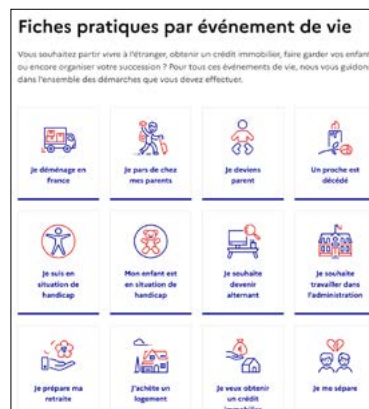 Fiches pratiques par événement de vie
Vous souhaitez partir vivre à l'étranger, obtenir un crédit immobilier, faire garder vos enfant
ou encore organiser votre succession ? Pour tous ces événements de vie, nous vous guidons
dans l'ensemble des démarches que vous devez effectuer.
Je déménage en
France
Je pars de chez
mes parents
Je deviens
parent
Un proche est
décédé
Je suis en
situation de
handicap
Mon enfant est
en situation de
handicap
Je souhaite
devenir
alternant
Je souhaite
travailler dans
l'administration
Je prépare ma
retraite
J'achète un
logement
Je veux obtenir
un crédit
immobilier
Je me sépare